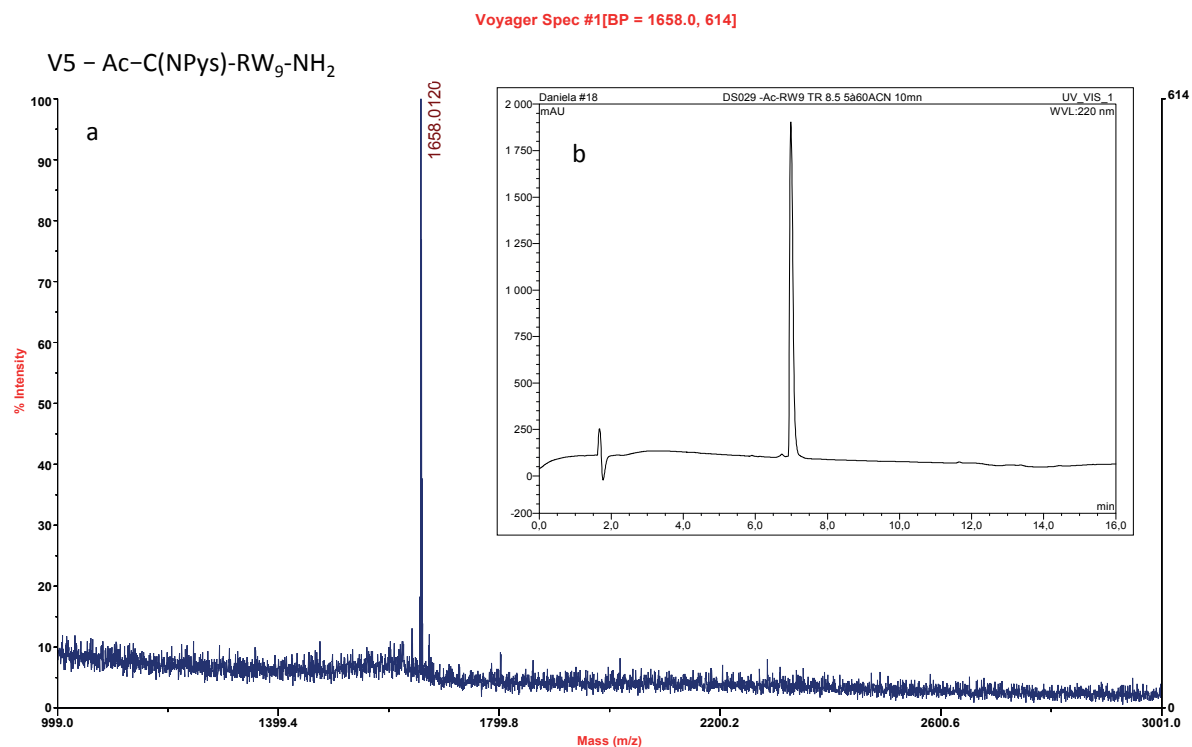 Voyager Spec #1[BP = 1658.0, 614]
V5 – Ac–C(NPys)-RW₉-NH₂
a
1658.0120
% Intensity
100
90
80
70
60
50
40
30
20
10
0
999.0 1399.4 1799.8 2200.2 2600.6 3001.0
Mass (m/z)
614
0
Daniela #18 DS029 -Ac-RW9 TR 8.5 5à60ACN 10mn UV_VIS_1
mAU WVL:220 nm
b
2 000
1 750
1 500
1 250
1 000
750
500
250
0
-200
0,0 2,0 4,0 6,0 8,0 10,0 12,0 14,0 16,0
min